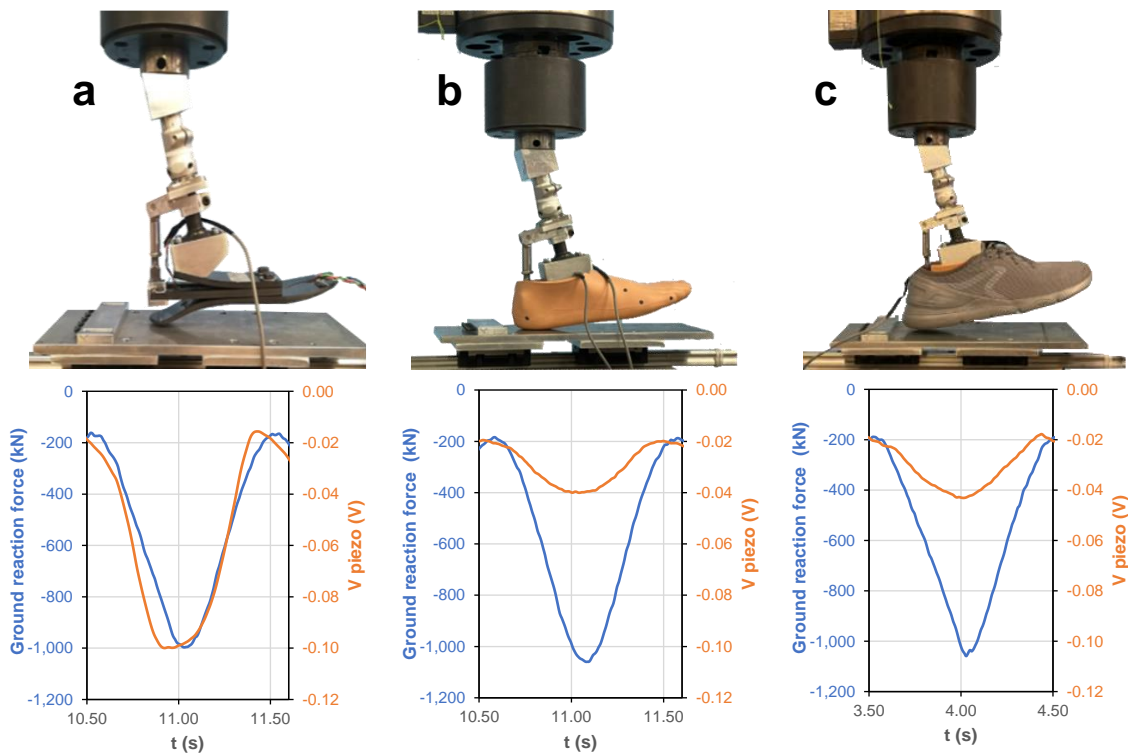 a
b
c
Ground reaction force (kN)
0
-200
-400
-600
-800
-1,000
-1,200
0.00
-0.02
-0.04
-0.06
-0.08
-0.10
-0.12
V piezo (V)
10.50 11.00 11.50
t (s)
Ground reaction force (kN)
0
-200
-400
-600
-800
-1,000
-1,200
0.00
-0.02
-0.04
-0.06
-0.08
-0.10
-0.12
V piezo (V)
10.50 11.00 11.50
t (s)
Ground reaction force (kN)
0
-200
-400
-600
-800
-1,000
-1,200
0.00
-0.02
-0.04
-0.06
-0.08
-0.10
-0.12
V piezo (V)
3.50 4.00 4.50
t (s)